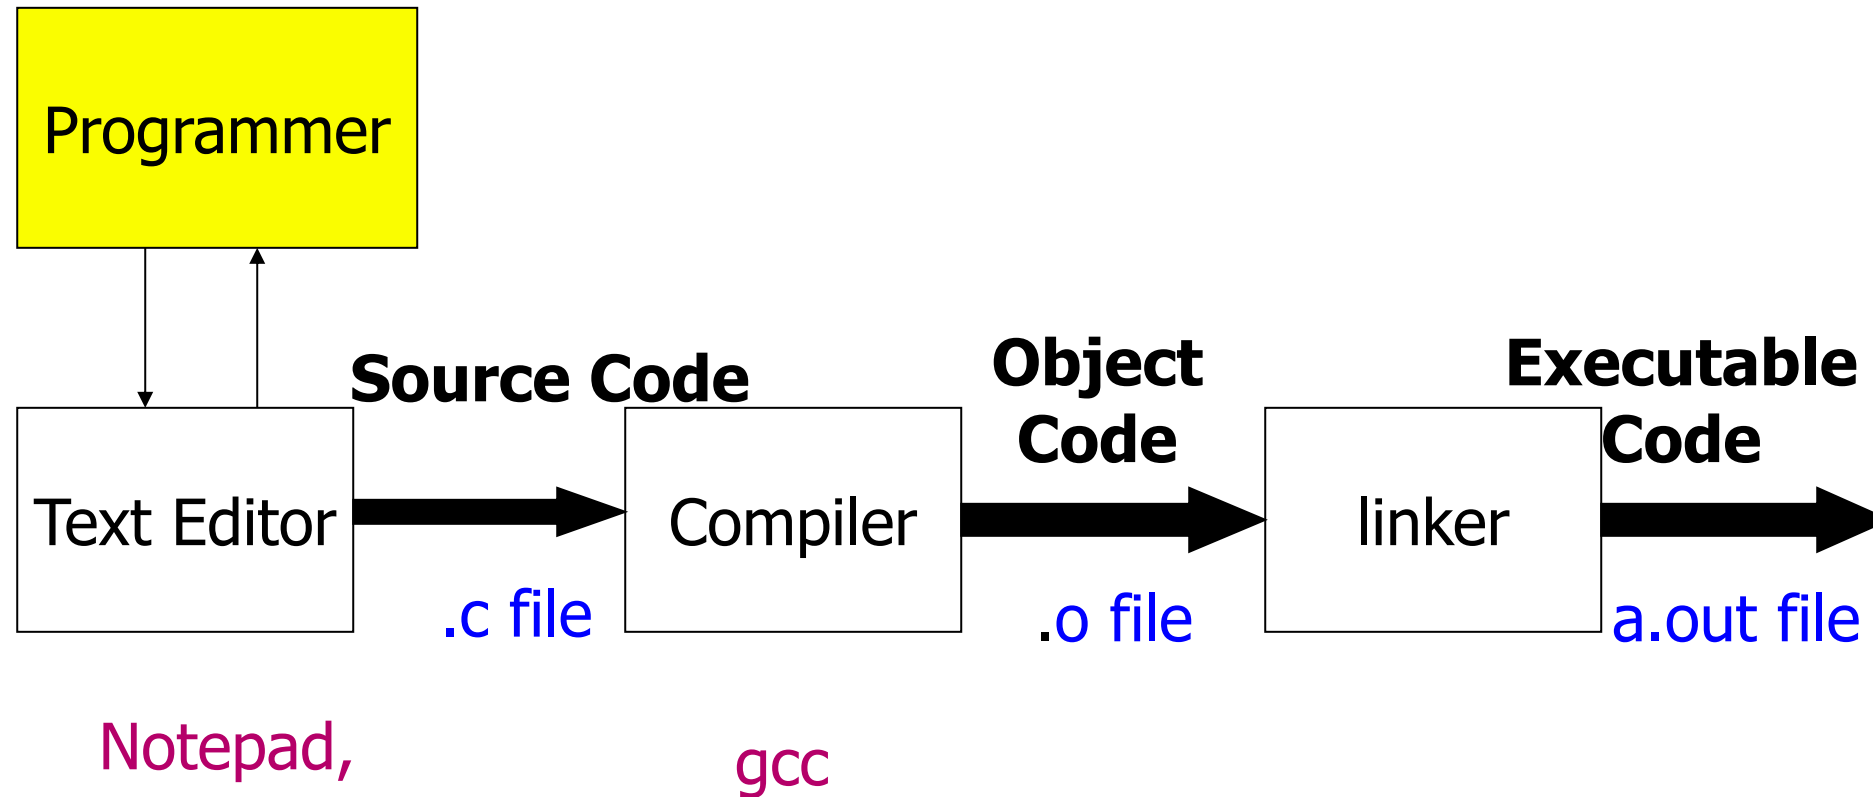 Programmer
Source Code
Object
Code
Executable
Code
Text Editor
Compiler
linker
.c file
.o file
a.out file
Notepad,
gcc